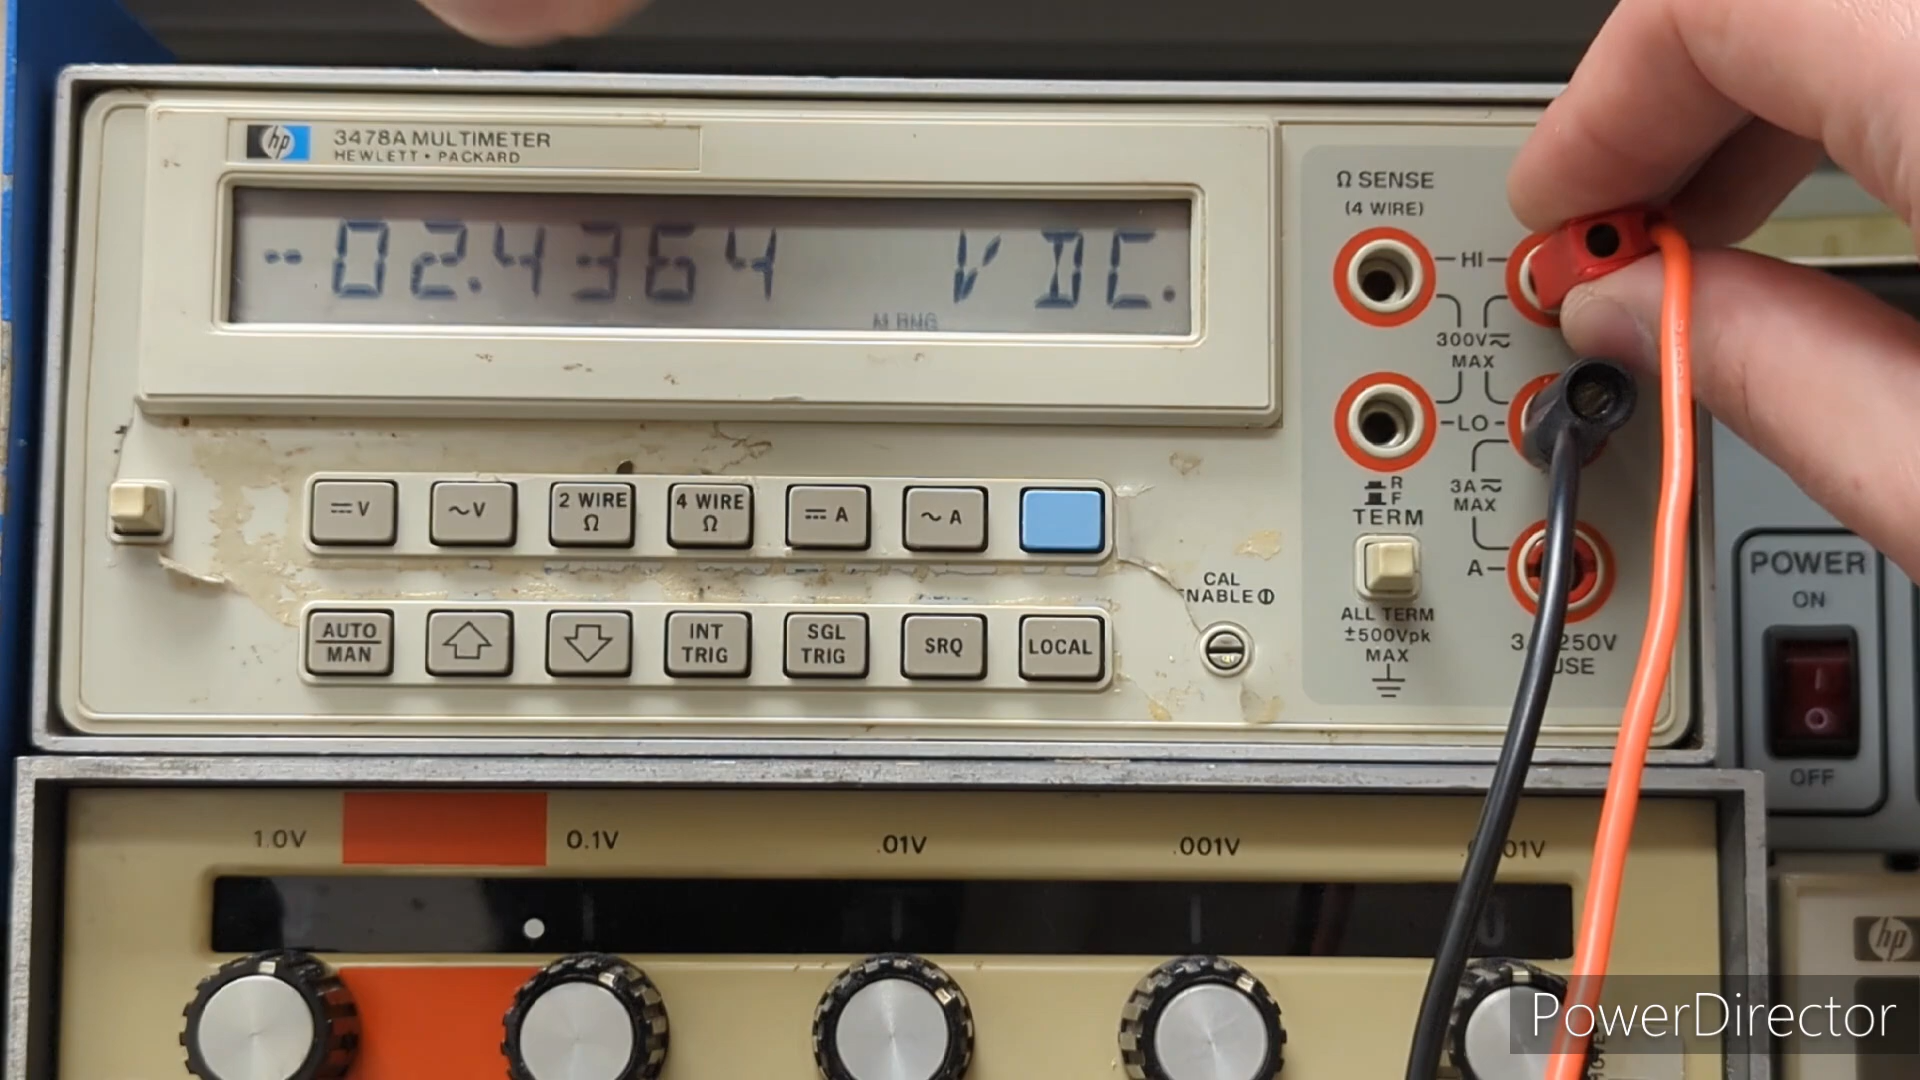 hp 3478A MULTIMETER
HEWLETT • PACKARD
-02.4364 V DC.
M RNG
⎓V
~V
2 WIRE
Ω
4 WIRE
Ω
⎓A
~A
AUTO
MAN
INT
TRIG
SGL
TRIG
SRQ
LOCAL
CAL
Ω SENSE
(4 WIRE)
HI
300V
MAX
LO
3A
MAX
R
F
TERM
A
ALL TERM
±500Vpk
MAX
POWER
ON
OFF
1.0V
0.1V
.01V
.001V
hp
PowerDirector